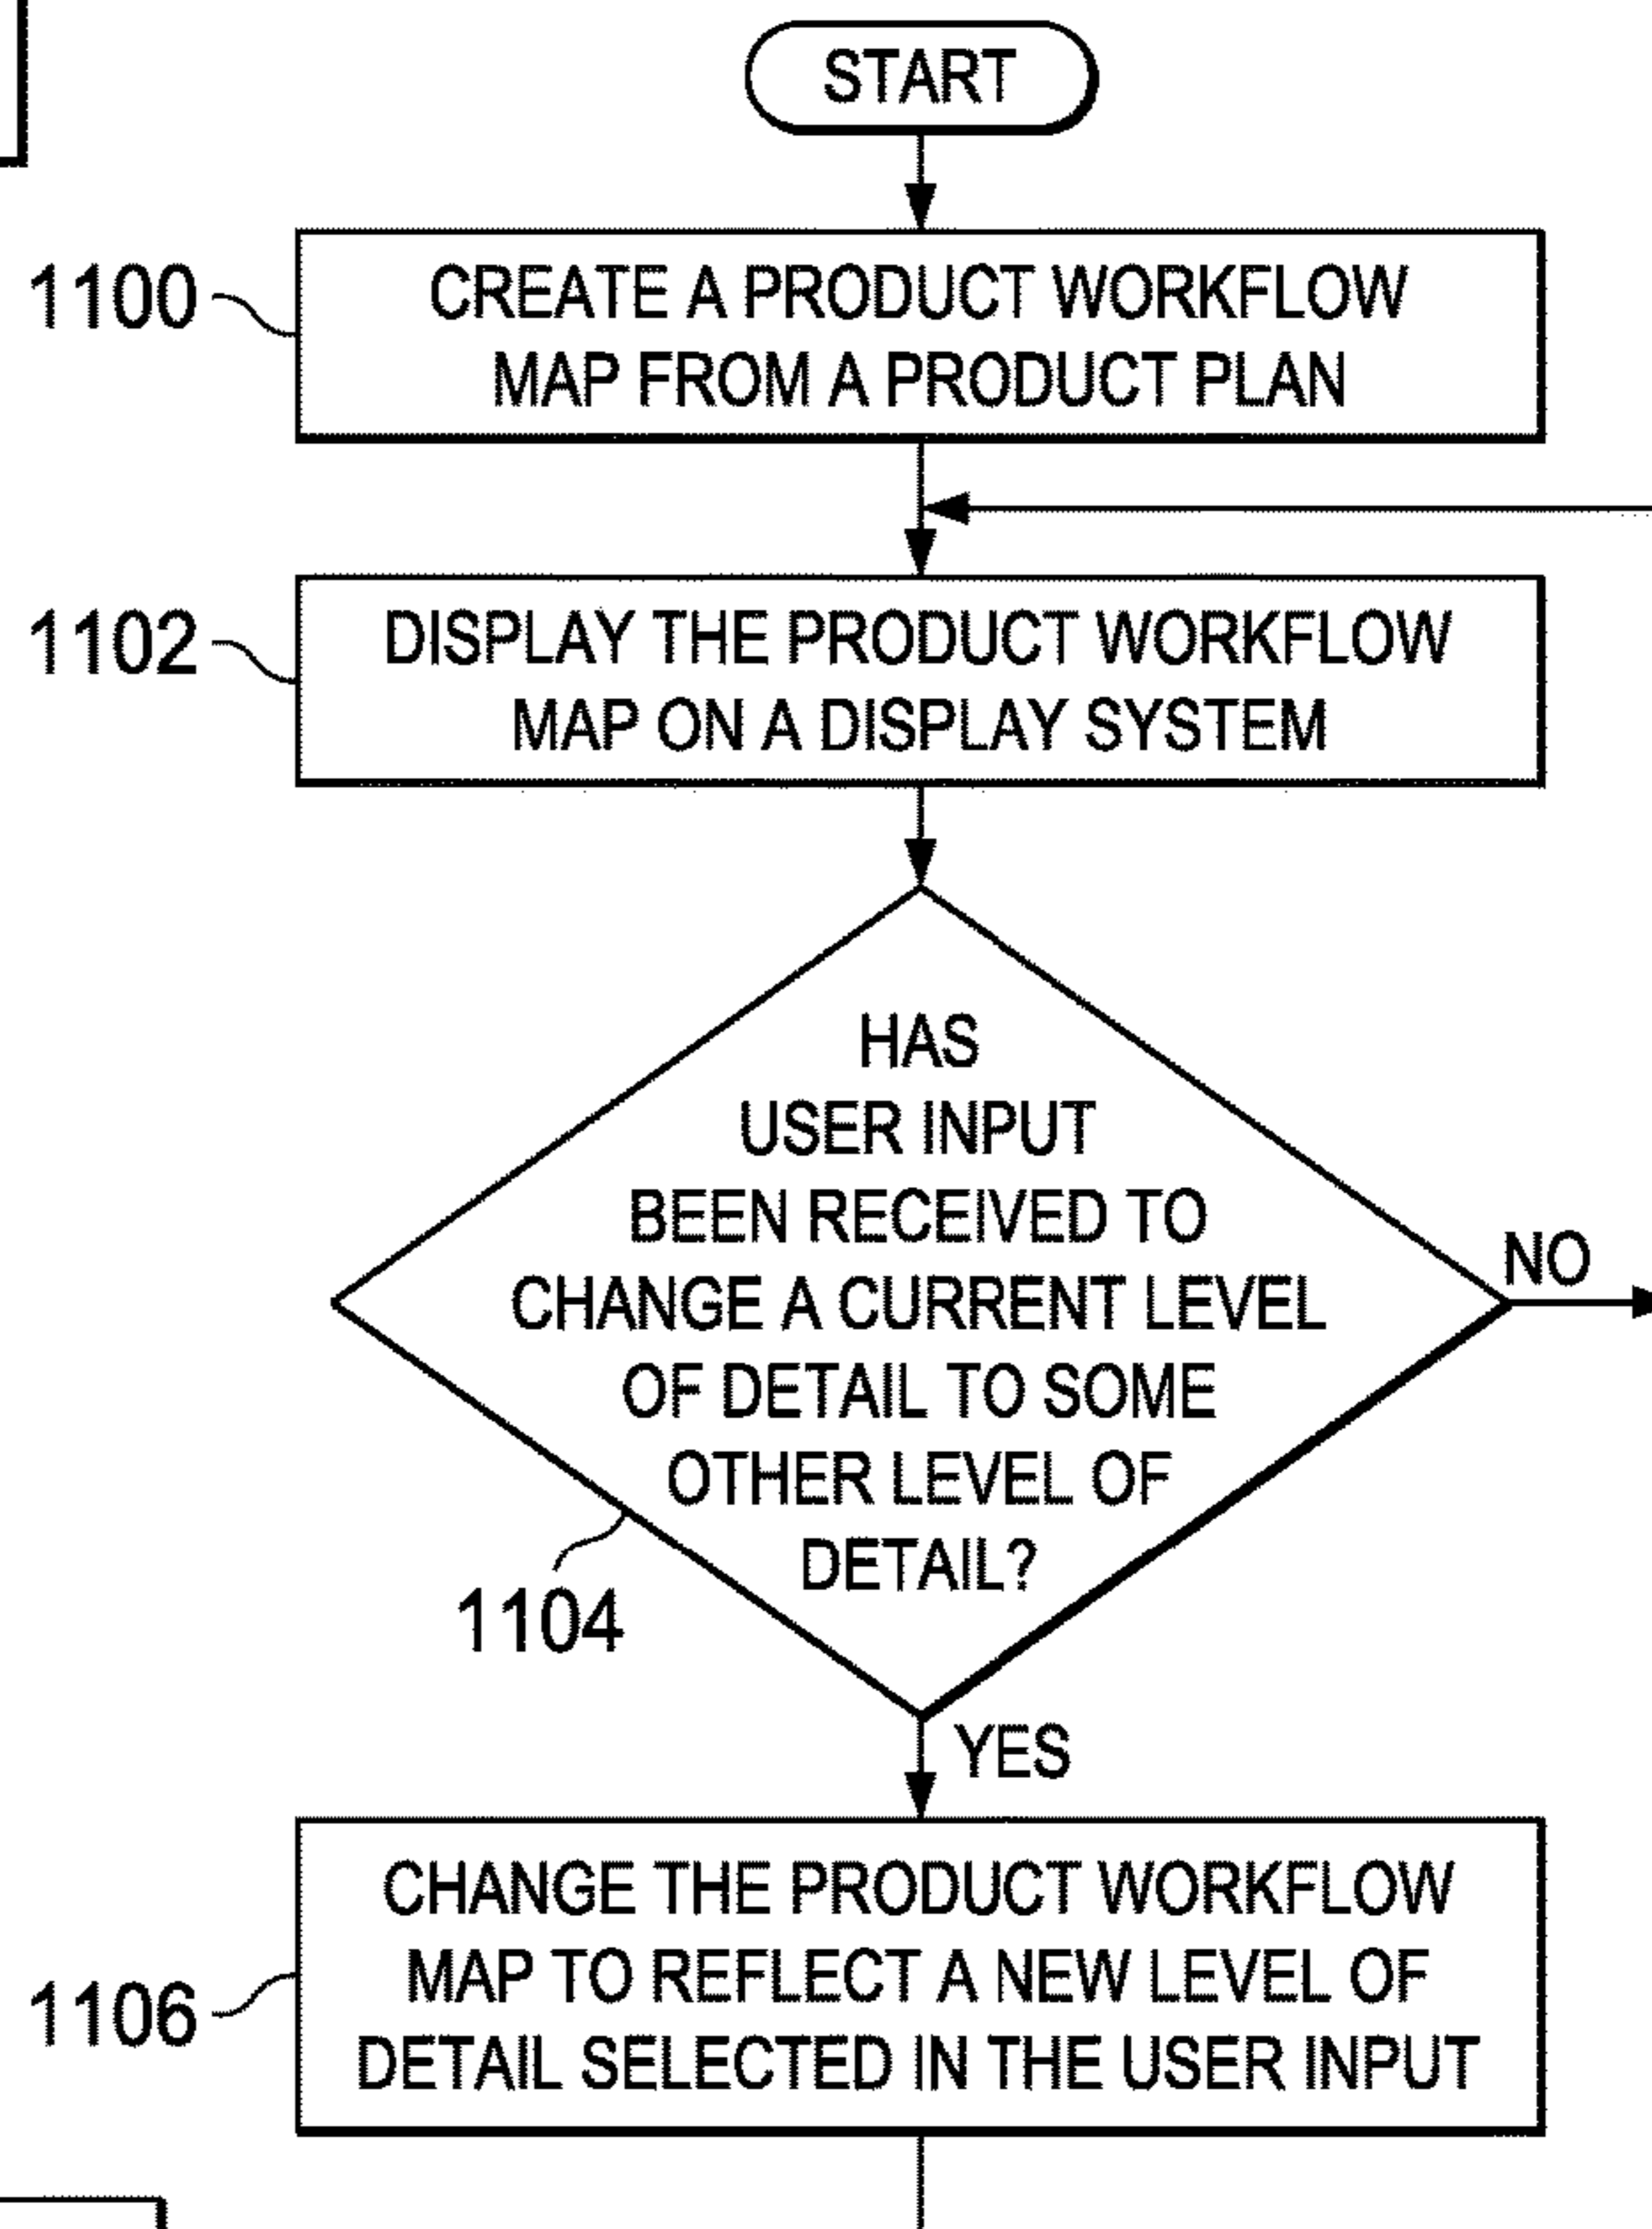 START
1100
CREATE A PRODUCT WORKFLOW
MAP FROM A PRODUCT PLAN
1102
DISPLAY THE PRODUCT WORKFLOW
MAP ON A DISPLAY SYSTEM
HAS
USER INPUT
BEEN RECEIVED TO
CHANGE A CURRENT LEVEL
OF DETAIL TO SOME
OTHER LEVEL OF
DETAIL?
NO
1104
YES
1106
CHANGE THE PRODUCT WORKFLOW
MAP TO REFLECT A NEW LEVEL OF
DETAIL SELECTED IN THE USER INPUT